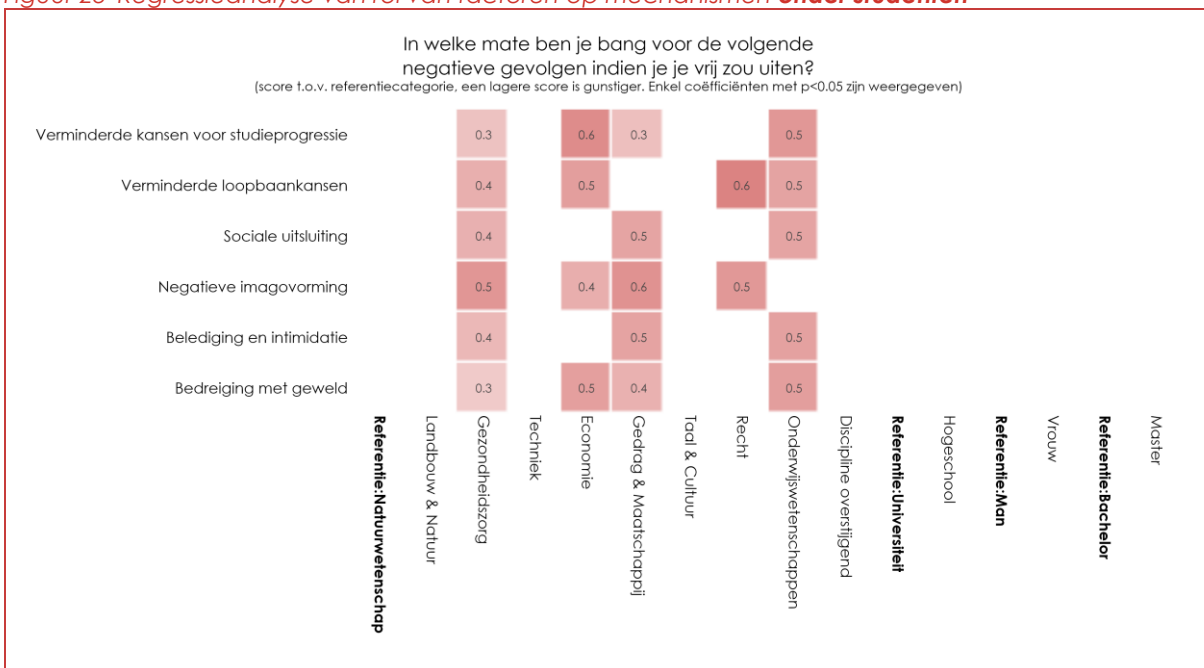 In welke mate ben je bang voor de volgende
negatieve gevolgen indien je je vrij zou uiten?
(score t.o.v. referentiecategorie, een lagere score is gunstiger. Enkel coëfficiënten met p<0.05 zijn weergegeven)
Verminderde kansen voor studieprogressie 0.3 0.6 0.3 0.5
Verminderde loopbaankansen 0.4 0.5 0.6 0.5
Sociale uitsluiting 0.4 0.5 0.5
Negatieve imagovorming 0.5 0.4 0.6 0.5
Belediging en intimidatie 0.4 0.5 0.5
Bedreiging met geweld 0.3 0.5 0.4 0.5
Referentie:Natuurwetenschap
Landbouw & Natuur
Gezondheidszorg
Techniek
Economie
Gedrag & Maatschappij
Taal & Cultuur
Recht
Onderwijswetenschappen
Discipline overstijgend
Referentie:Universiteit
Hogeschool
Referentie:Man
Vrouw
Referentie:Bachelor
Master